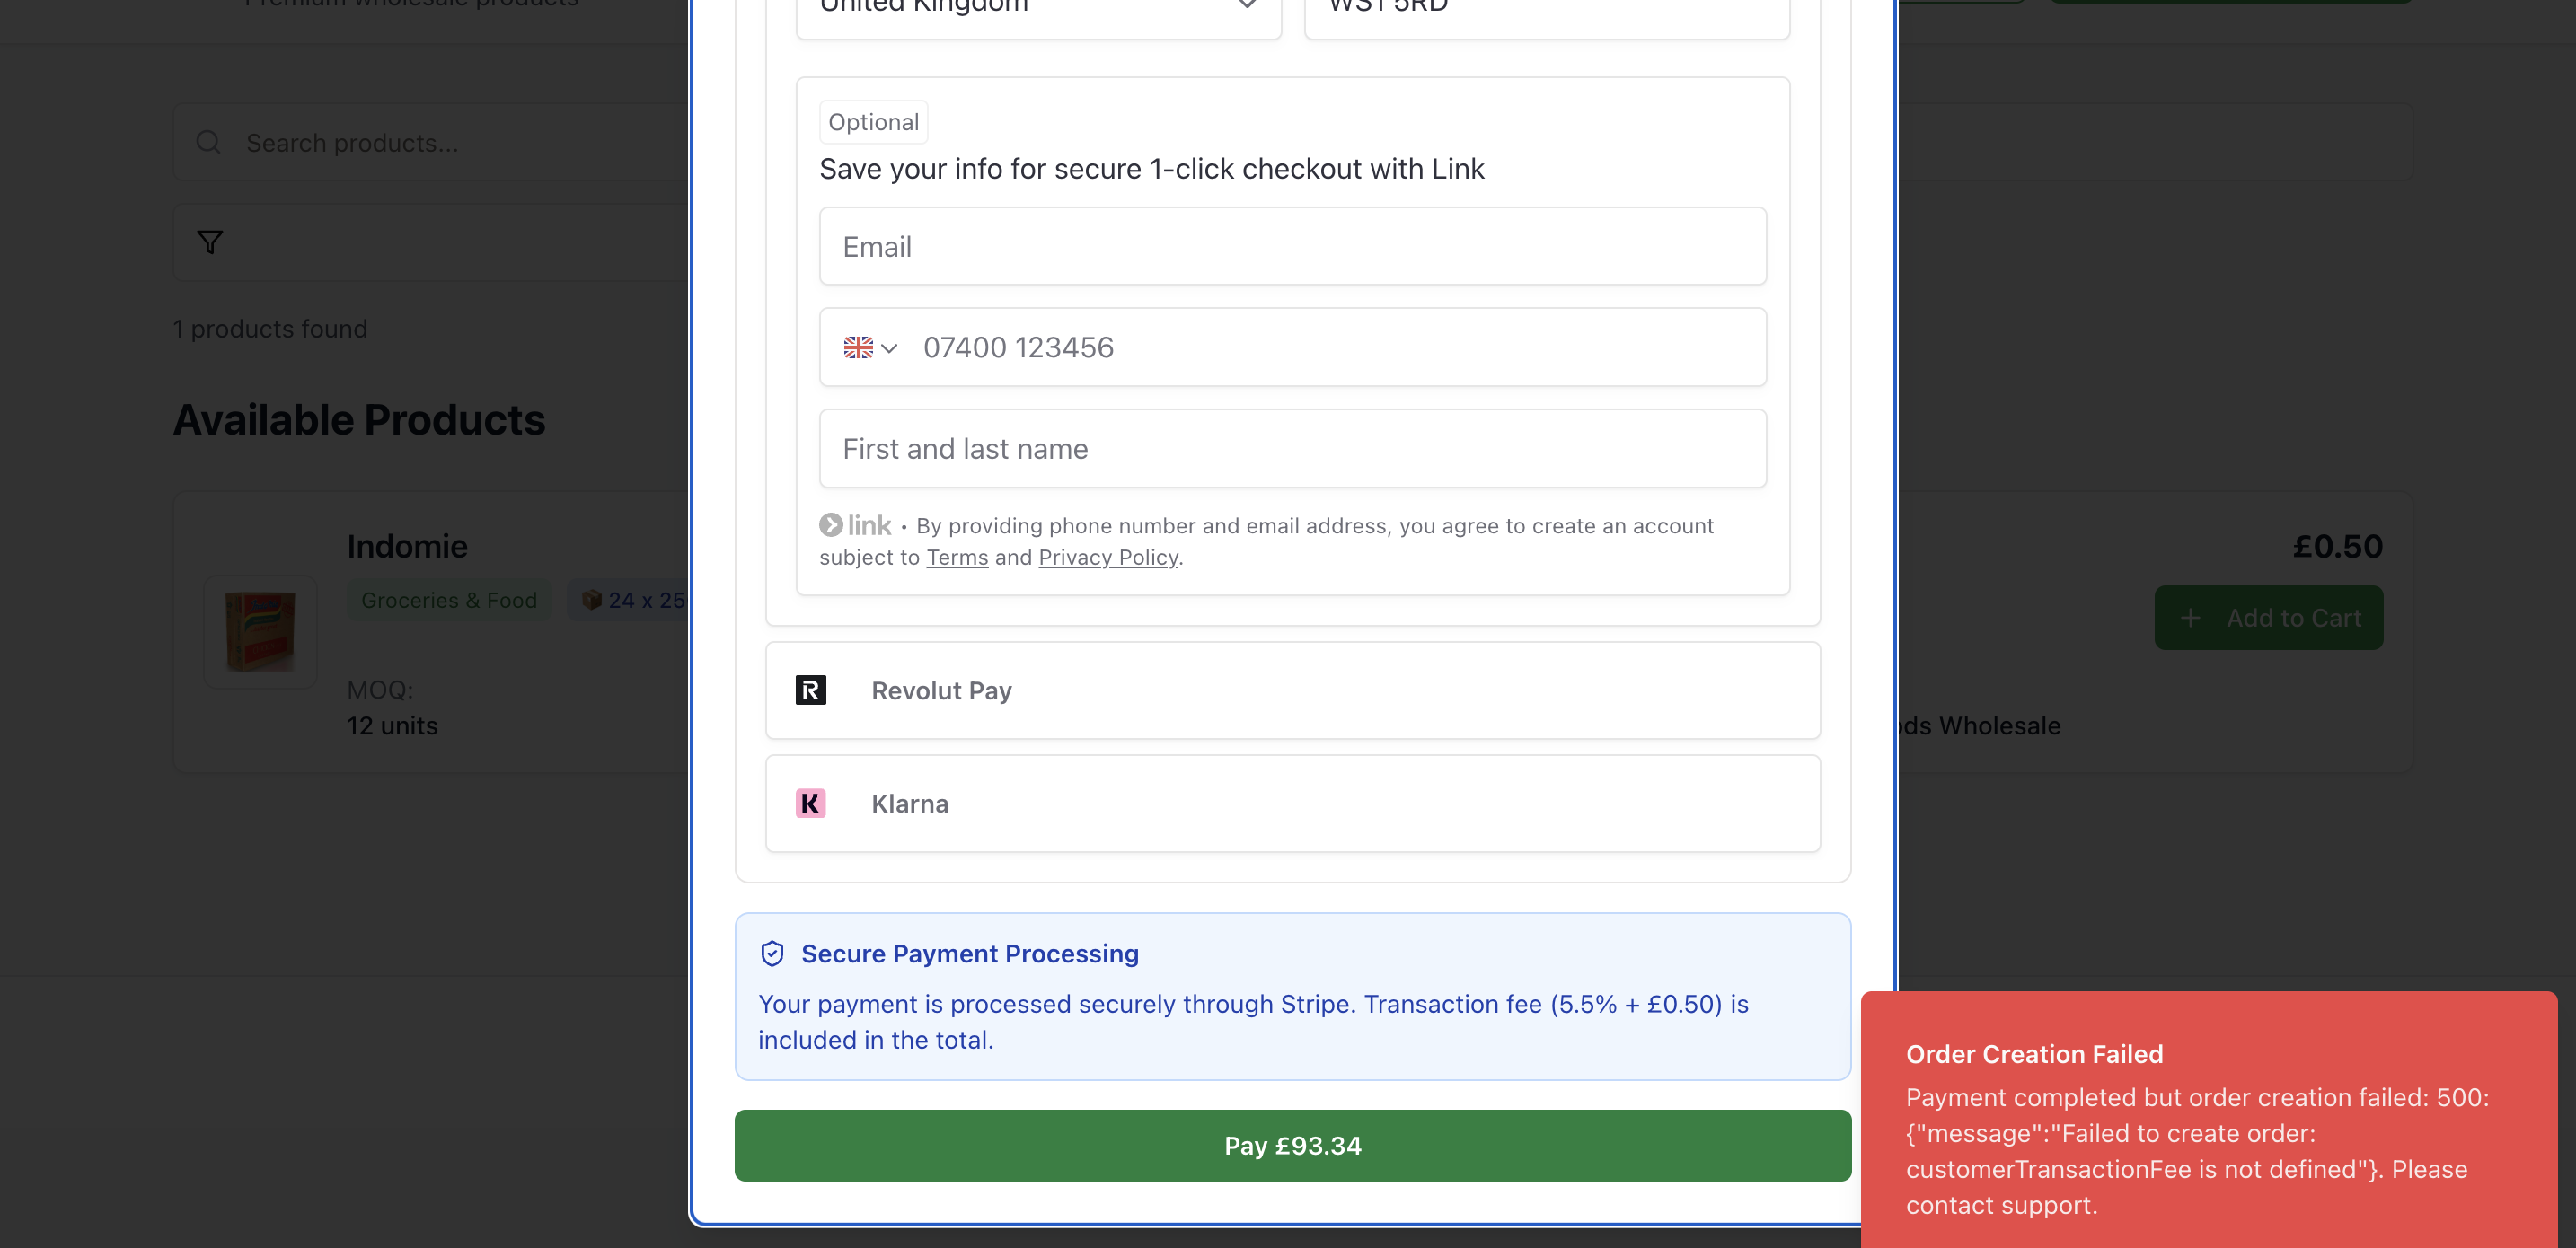 Premium wholesale products
United Kingdom
WS1 5RD
Search products...
1 products found
Available Products
Indomie
Groceries & Food
24 x 25
MOQ:
12 units
Optional
Save your info for secure 1-click checkout with Link
Email
07400 123456
First and last name
link • By providing phone number and email address, you agree to create an account
subject to Terms and Privacy Policy.
Revolut Pay
Klarna
Secure Payment Processing
Your payment is processed securely through Stripe. Transaction fee (5.5% + £0.50) is
included in the total.
Pay £93.34
£0.50
Add to Cart
ds Wholesale
Order Creation Failed
Payment completed but order creation failed: 500:
{"message":"Failed to create order:
customerTransactionFee is not defined"}. Please
contact support.